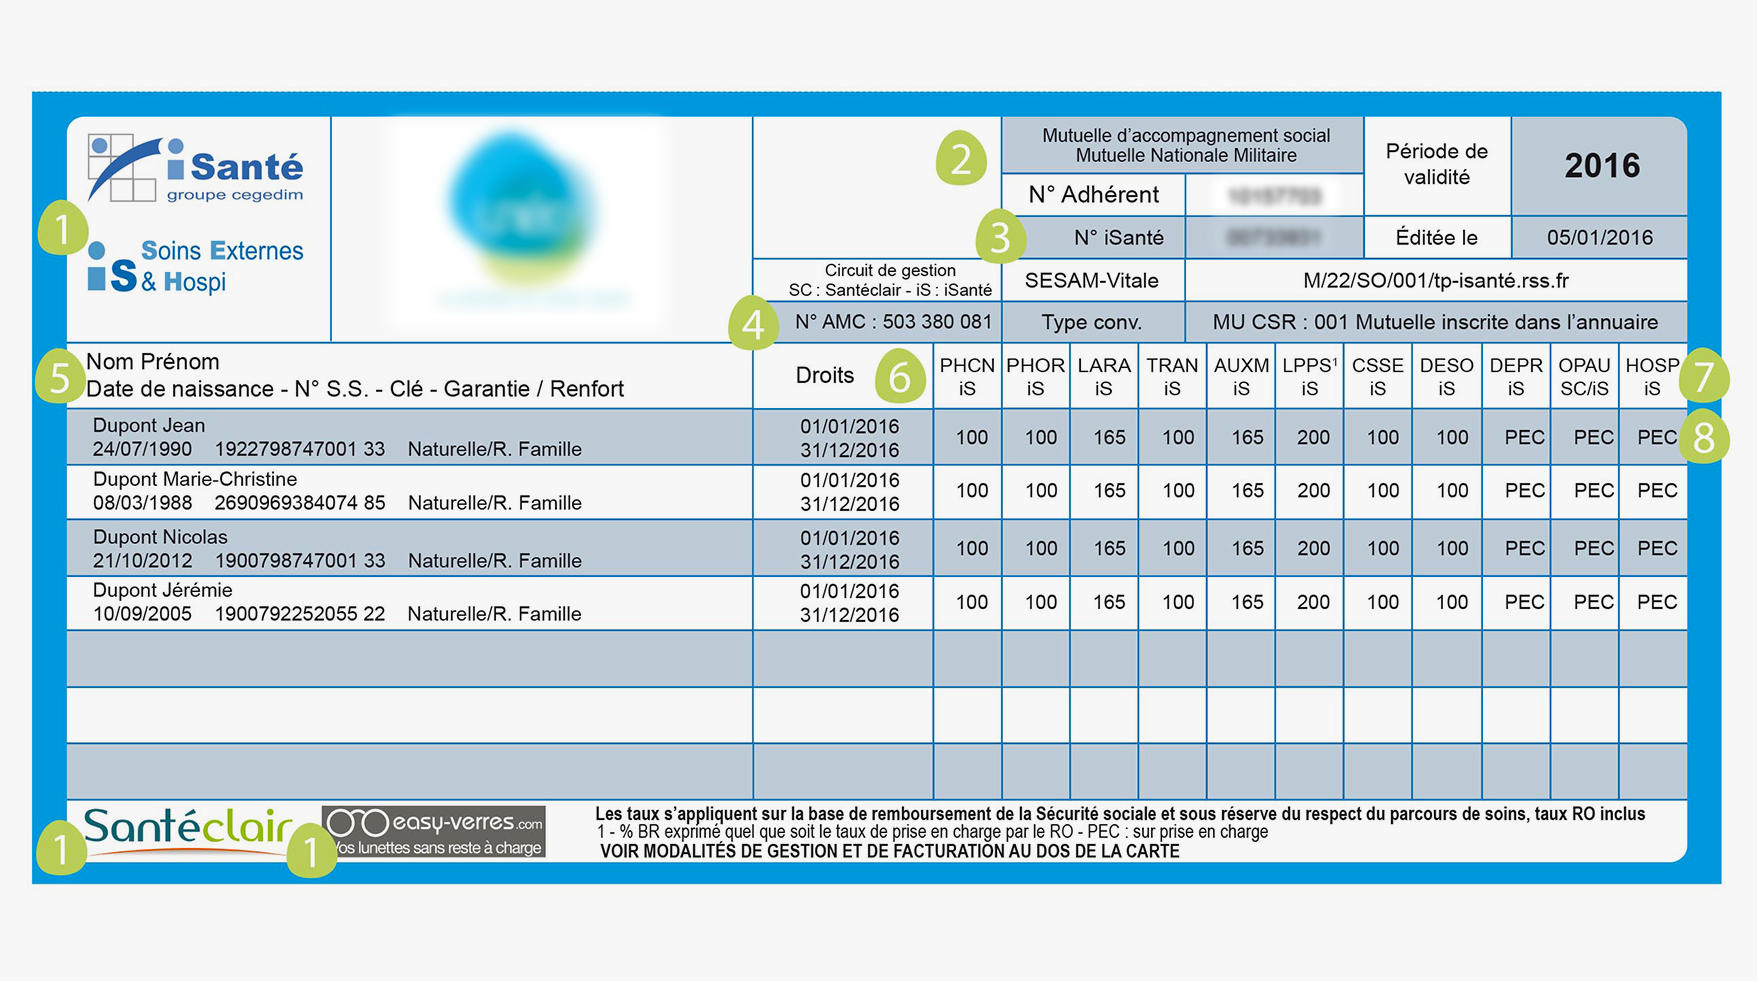 iSanté
groupe cegedim
1
iS Soins Externes
& Hospi
2
Mutuelle d'accompagnement social
Mutuelle Nationale Militaire
Période de
validité
2016
N° Adhérent
3
N° iSanté
Éditée le
05/01/2016
Circuit de gestion
SC : Santéclair - iS : iSanté
SESAM-Vitale
M/22/SO/001/tp-isanté.rss.fr
4
N° AMC : 503 380 081
Type conv.
MU CSR : 001 Mutuelle inscrite dans l'annuaire
5
Nom Prénom
Date de naissance - N° S.S. - Clé - Garantie / Renfort
Droits
6
PHCN PHOR LARA TRAN AUXM LPPS¹ CSSE DESO DEPR OPAU HOSP
iS iS iS iS iS iS iS iS iS SC/iS iS
7
Dupont Jean
24/07/1990 1922798747001 33 Naturelle/R. Famille
01/01/2016
31/12/2016
100 100 165 100 165 200 100 100 PEC PEC PEC
8
Dupont Marie-Christine
08/03/1988 2690969384074 85 Naturelle/R. Famille
01/01/2016
31/12/2016
100 100 165 100 165 200 100 100 PEC PEC PEC
Dupont Nicolas
21/10/2012 1900798747001 33 Naturelle/R. Famille
01/01/2016
31/12/2016
100 100 165 100 165 200 100 100 PEC PEC PEC
Dupont Jérémie
10/09/2005 1900792252055 22 Naturelle/R. Famille
01/01/2016
31/12/2016
100 100 165 100 165 200 100 100 PEC PEC PEC
Santéclair
1
easy-verres.com
Vos lunettes sans reste à charge
1
Les taux s'appliquent sur la base de remboursement de la Sécurité sociale et sous réserve du respect du parcours de soins, taux RO inclus
1 - % BR exprimé quel que soit le taux de prise en charge par le RO - PEC : sur prise en charge
VOIR MODALITÉS DE GESTION ET DE FACTURATION AU DOS DE LA CARTE